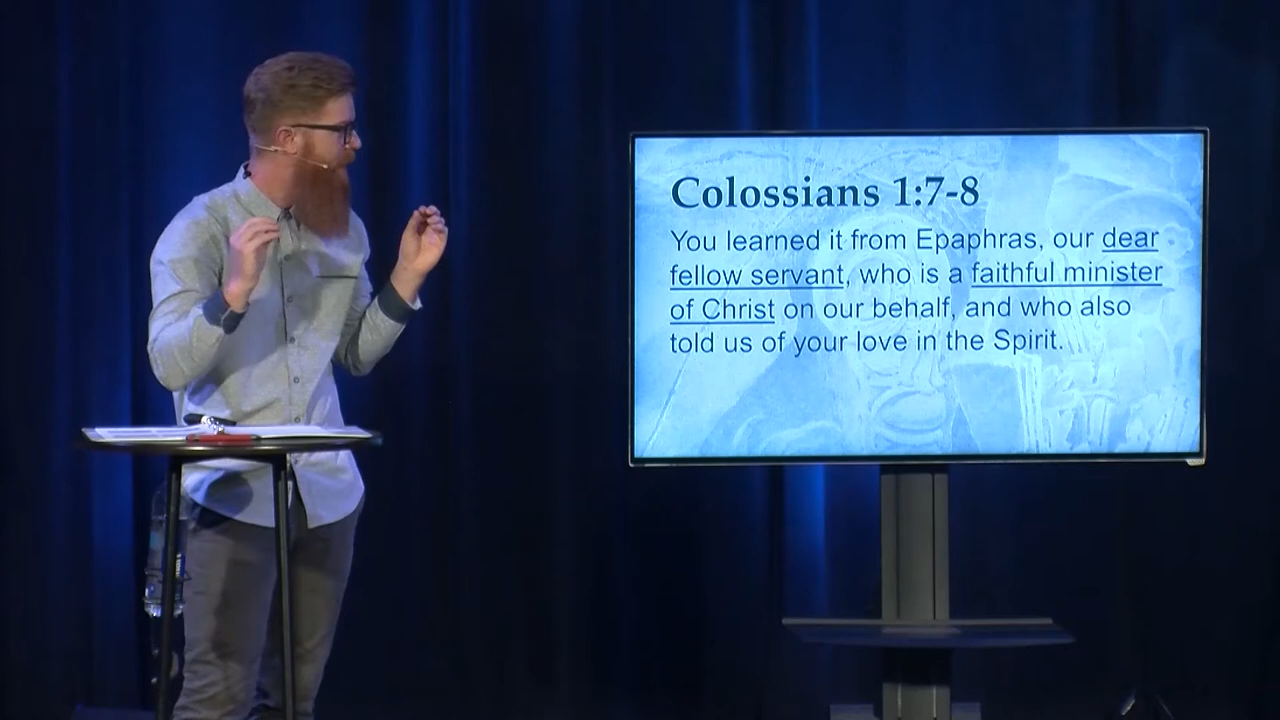 Colossians 1:7-8
You learned it from Epaphras, our dear
fellow servant, who is a faithful minister
of Christ on our behalf, and who also
told us of your love in the Spirit.